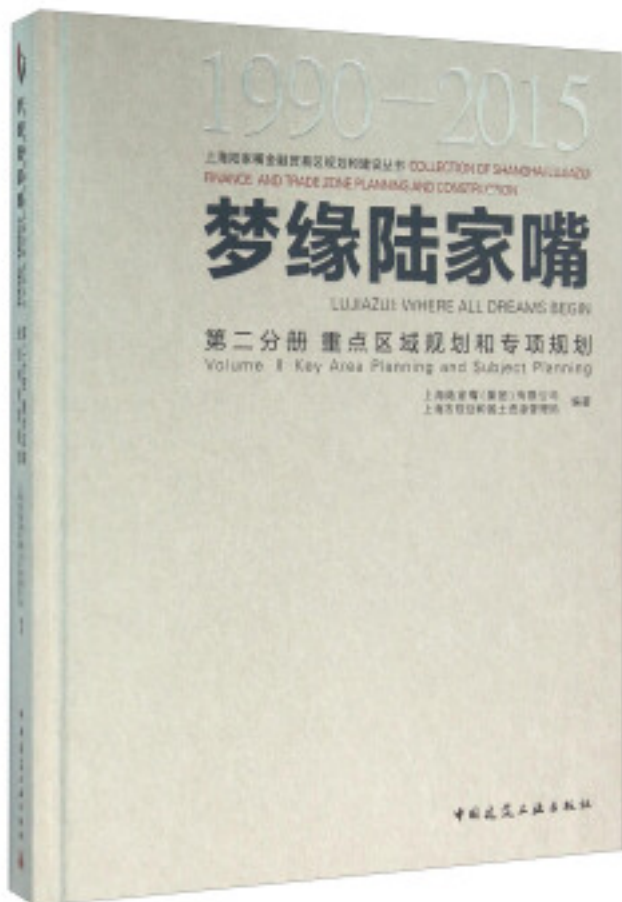 1990—2015
上海陆家嘴金融贸易区规划和建设丛书 COLLECTION OF SHANGHAI LUJIAZUI
FINANCE AND TRADE ZONE PLANNING AND CONSTRUCTION
梦缘陆家嘴
LUJIAZUI: WHERE ALL DREAMS BEGIN
第二分册 重点区域规划和专项规划
Volume Ⅱ Key Area Planning and Subject Planning
上海陆家嘴（集团）有限公司
上海市规划和国土资源管理局
编著
中国建筑工业出版社